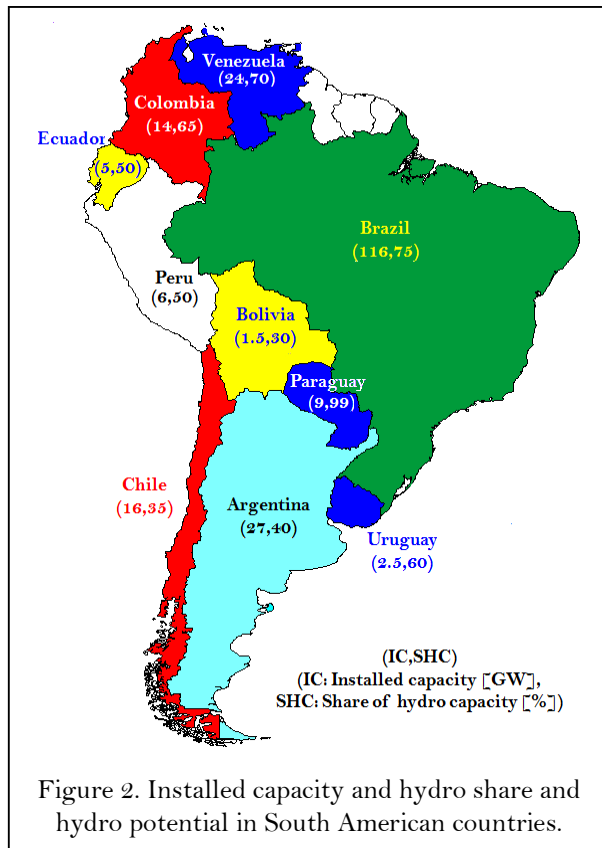 Venezuela
(24,70)
Colombia
(14,65)
Ecuador
(5,50)
Brazil
(116,75)
Peru
(6,50)
Bolivia
(1.5,30)
Paraguay
(9,99)
Chile
(16,35)
Argentina
(27,40)
Uruguay
(2.5,60)
(IC,SHC)
(IC: Installed capacity [GW],
SHC: Share of hydro capacity [%])
Figure 2. Installed capacity and hydro share and
hydro potential in South American countries.